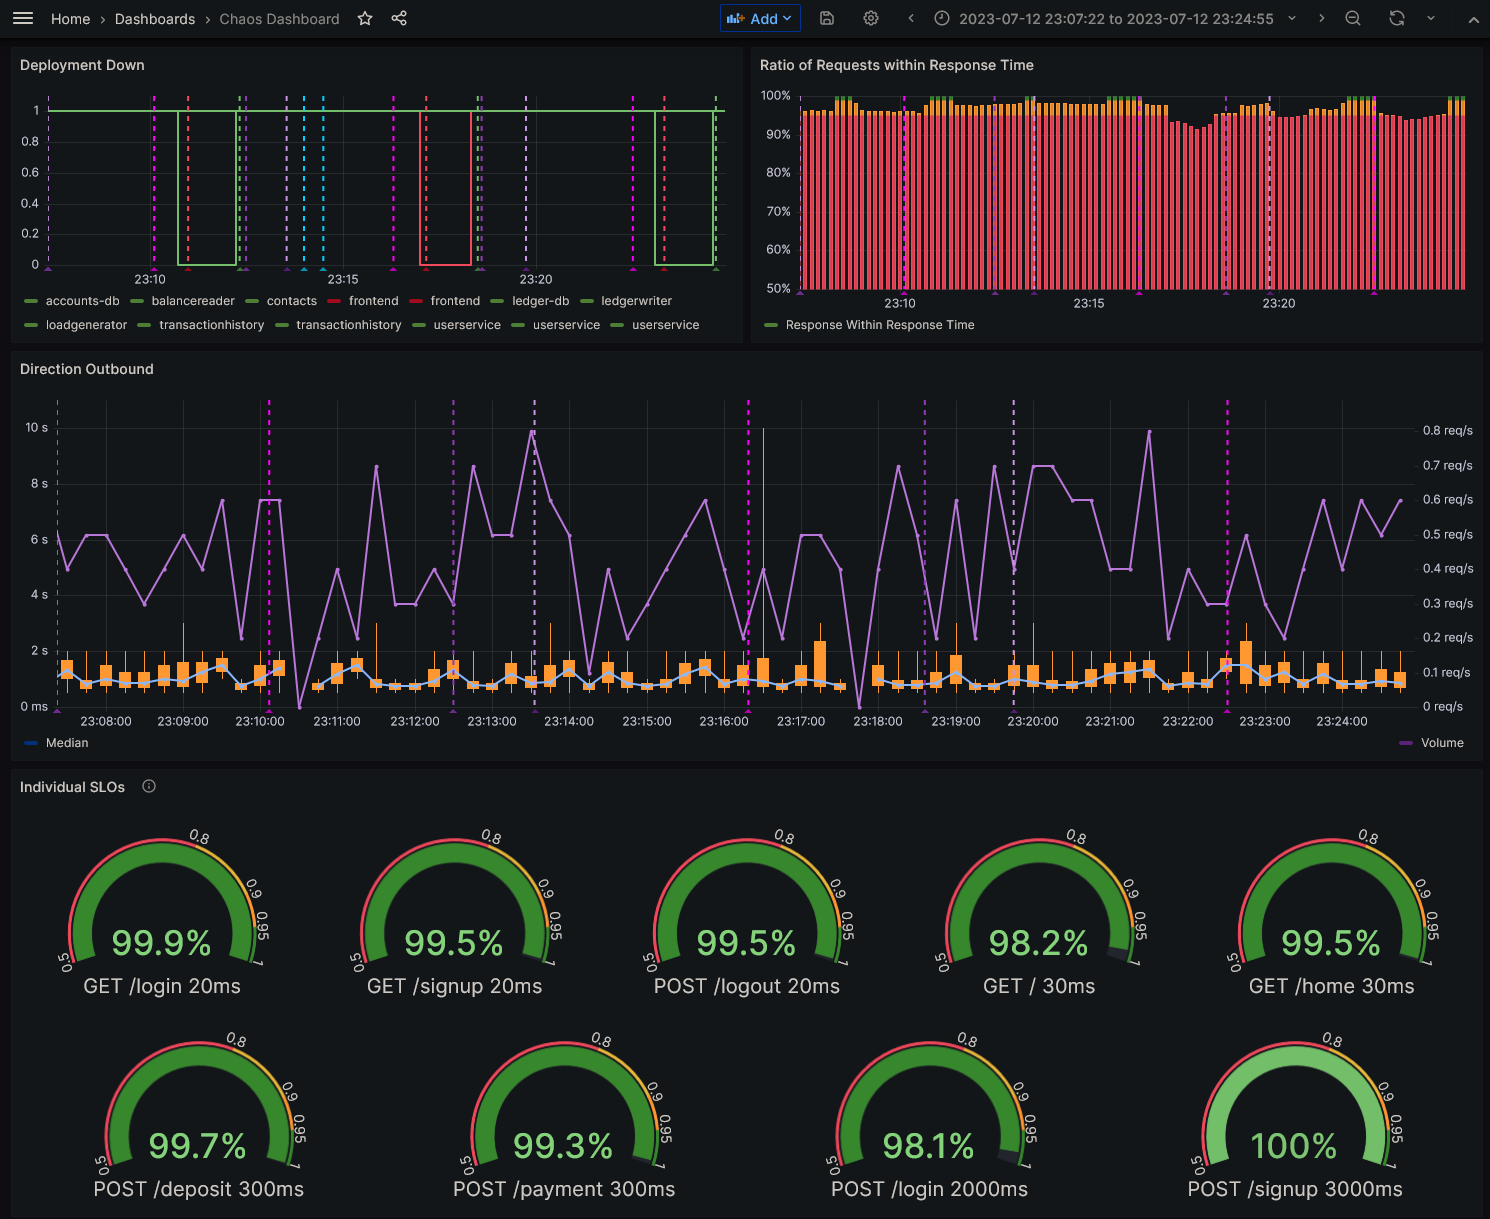 Home › Dashboards › Chaos Dashboard
Add
2023-07-12 23:07:22 to 2023-07-12 23:24:55
Deployment Down
1
0.8
0.6
0.4
0.2
0
23:10 23:15 23:20
accounts-db balancereader contacts frontend frontend ledger-db ledgerwriter
loadgenerator transactionhistory transactionhistory userservice userservice userservice
Ratio of Requests within Response Time
100%
90%
80%
70%
60%
50%
23:10 23:15 23:20
Response Within Response Time
Direction Outbound
10 s
8 s
6 s
4 s
2 s
0 ms
0.8 req/s
0.7 req/s
0.6 req/s
0.5 req/s
0.4 req/s
0.3 req/s
0.2 req/s
0.1 req/s
0 req/s
23:08:00 23:09:00 23:10:00 23:11:00 23:12:00 23:13:00 23:14:00 23:15:00 23:16:00 23:17:00 23:18:00 23:19:00 23:20:00 23:21:00 23:22:00 23:23:00 23:24:00
Median
Volume
Individual SLOs
0.5 0.8 0.9 0.95 1
99.9%
GET /login 20ms
0.5 0.8 0.9 0.95 1
99.5%
GET /signup 20ms
0.5 0.8 0.9 0.95 1
99.5%
POST /logout 20ms
0.5 0.8 0.9 0.95 1
98.2%
GET / 30ms
0.5 0.8 0.9 0.95 1
99.5%
GET /home 30ms
0.5 0.8 0.9 0.95 1
99.7%
POST /deposit 300ms
0.5 0.8 0.9 0.95 1
99.3%
POST /payment 300ms
0.5 0.8 0.9 0.95 1
98.1%
POST /login 2000ms
0.5 0.8 0.9 0.95 1
100%
POST /signup 3000ms